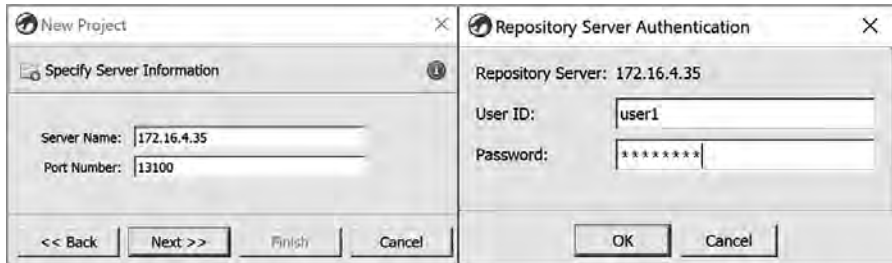 New Project
Specify Server Information
Server Name: 172.16.4.35
Port Number: 13100
<< Back Next >> Finish Cancel
Repository Server Authentication
Repository Server: 172.16.4.35
User ID: user1
Password: ********
OK Cancel